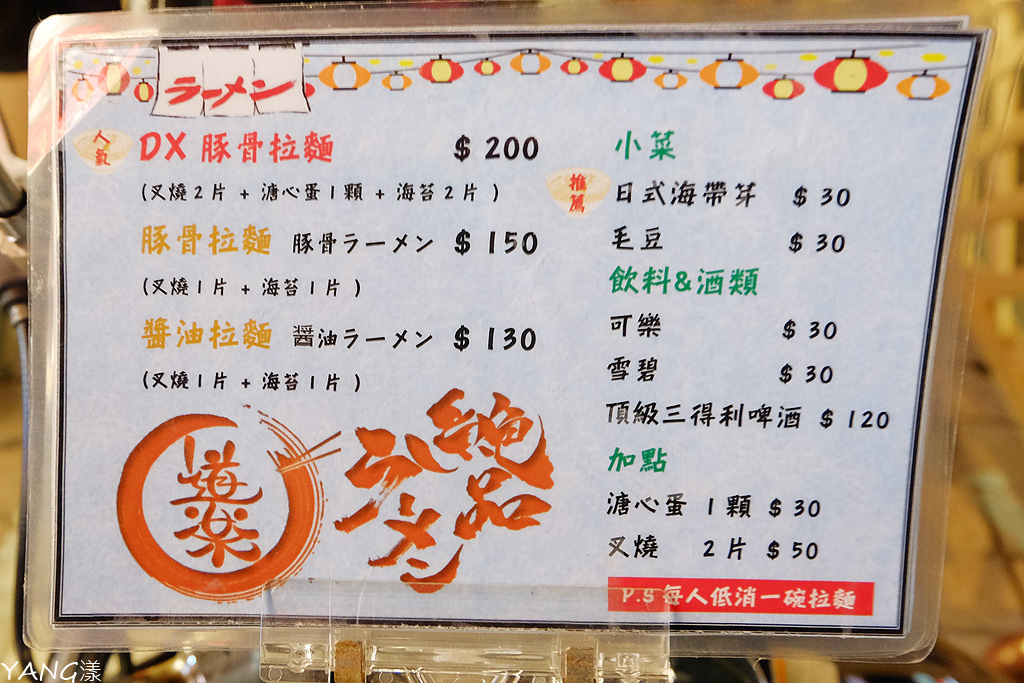 ラーメン
人氣
DX 豚骨拉麵 $ 200
(叉燒2片 + 溏心蛋1顆 + 海苔2片 )
豚骨拉麵 豚骨ラーメン $ 150
(叉燒1片 + 海苔1片 )
醬油拉麵 醤油ラーメン $ 130
(叉燒1片 + 海苔1片 )
道楽
絶品
ラーメン
小菜
推薦
日式海帶芽 $ 30
毛豆 $ 30
飲料&酒類
可樂 $ 30
雪碧 $ 30
頂級三得利啤酒 $ 120
加點
溏心蛋 1顆 $ 30
叉燒 2片 $ 50
P.S 每人低消一碗拉麵
YANG漾